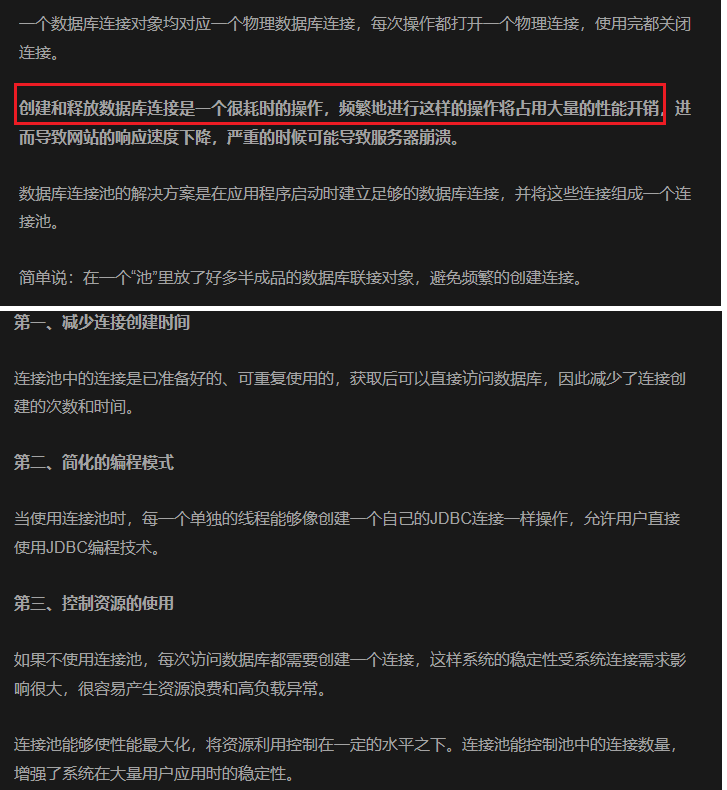 一个数据库连接对象均对应一个物理数据库连接，每次操作都打开一个物理连接，使用完都关闭
连接。
创建和释放数据库连接是一个很耗时的操作，频繁地进行这样的操作将占用大量的性能开销，进
而导致网站的响应速度下降，严重的时候可能导致服务器崩溃。
数据库连接池的解决方案是在应用程序启动时建立足够的数据库连接，并将这些连接组成一个连
接池。
简单说：在一个“池”里放了好多半成品的数据库联接对象，避免频繁的创建连接。
第一、减少连接创建时间
连接池中的连接是已准备好的、可重复使用的，获取后可以直接访问数据库，因此减少了连接创
建的次数和时间。
第二、简化的编程模式
当使用连接池时，每一个单独的线程能够像创建一个自己的JDBC连接一样操作，允许用户直接
使用JDBC编程技术。
第三、控制资源的使用
如果不使用连接池，每次访问数据库都需要创建一个连接，这样系统的稳定性受系统连接需求影
响很大，很容易产生资源浪费和高负载异常。
连接池能够使性能最大化，将资源利用控制在一定的水平之下。连接池能控制池中的连接数量，
增强了系统在大量用户应用时的稳定性。